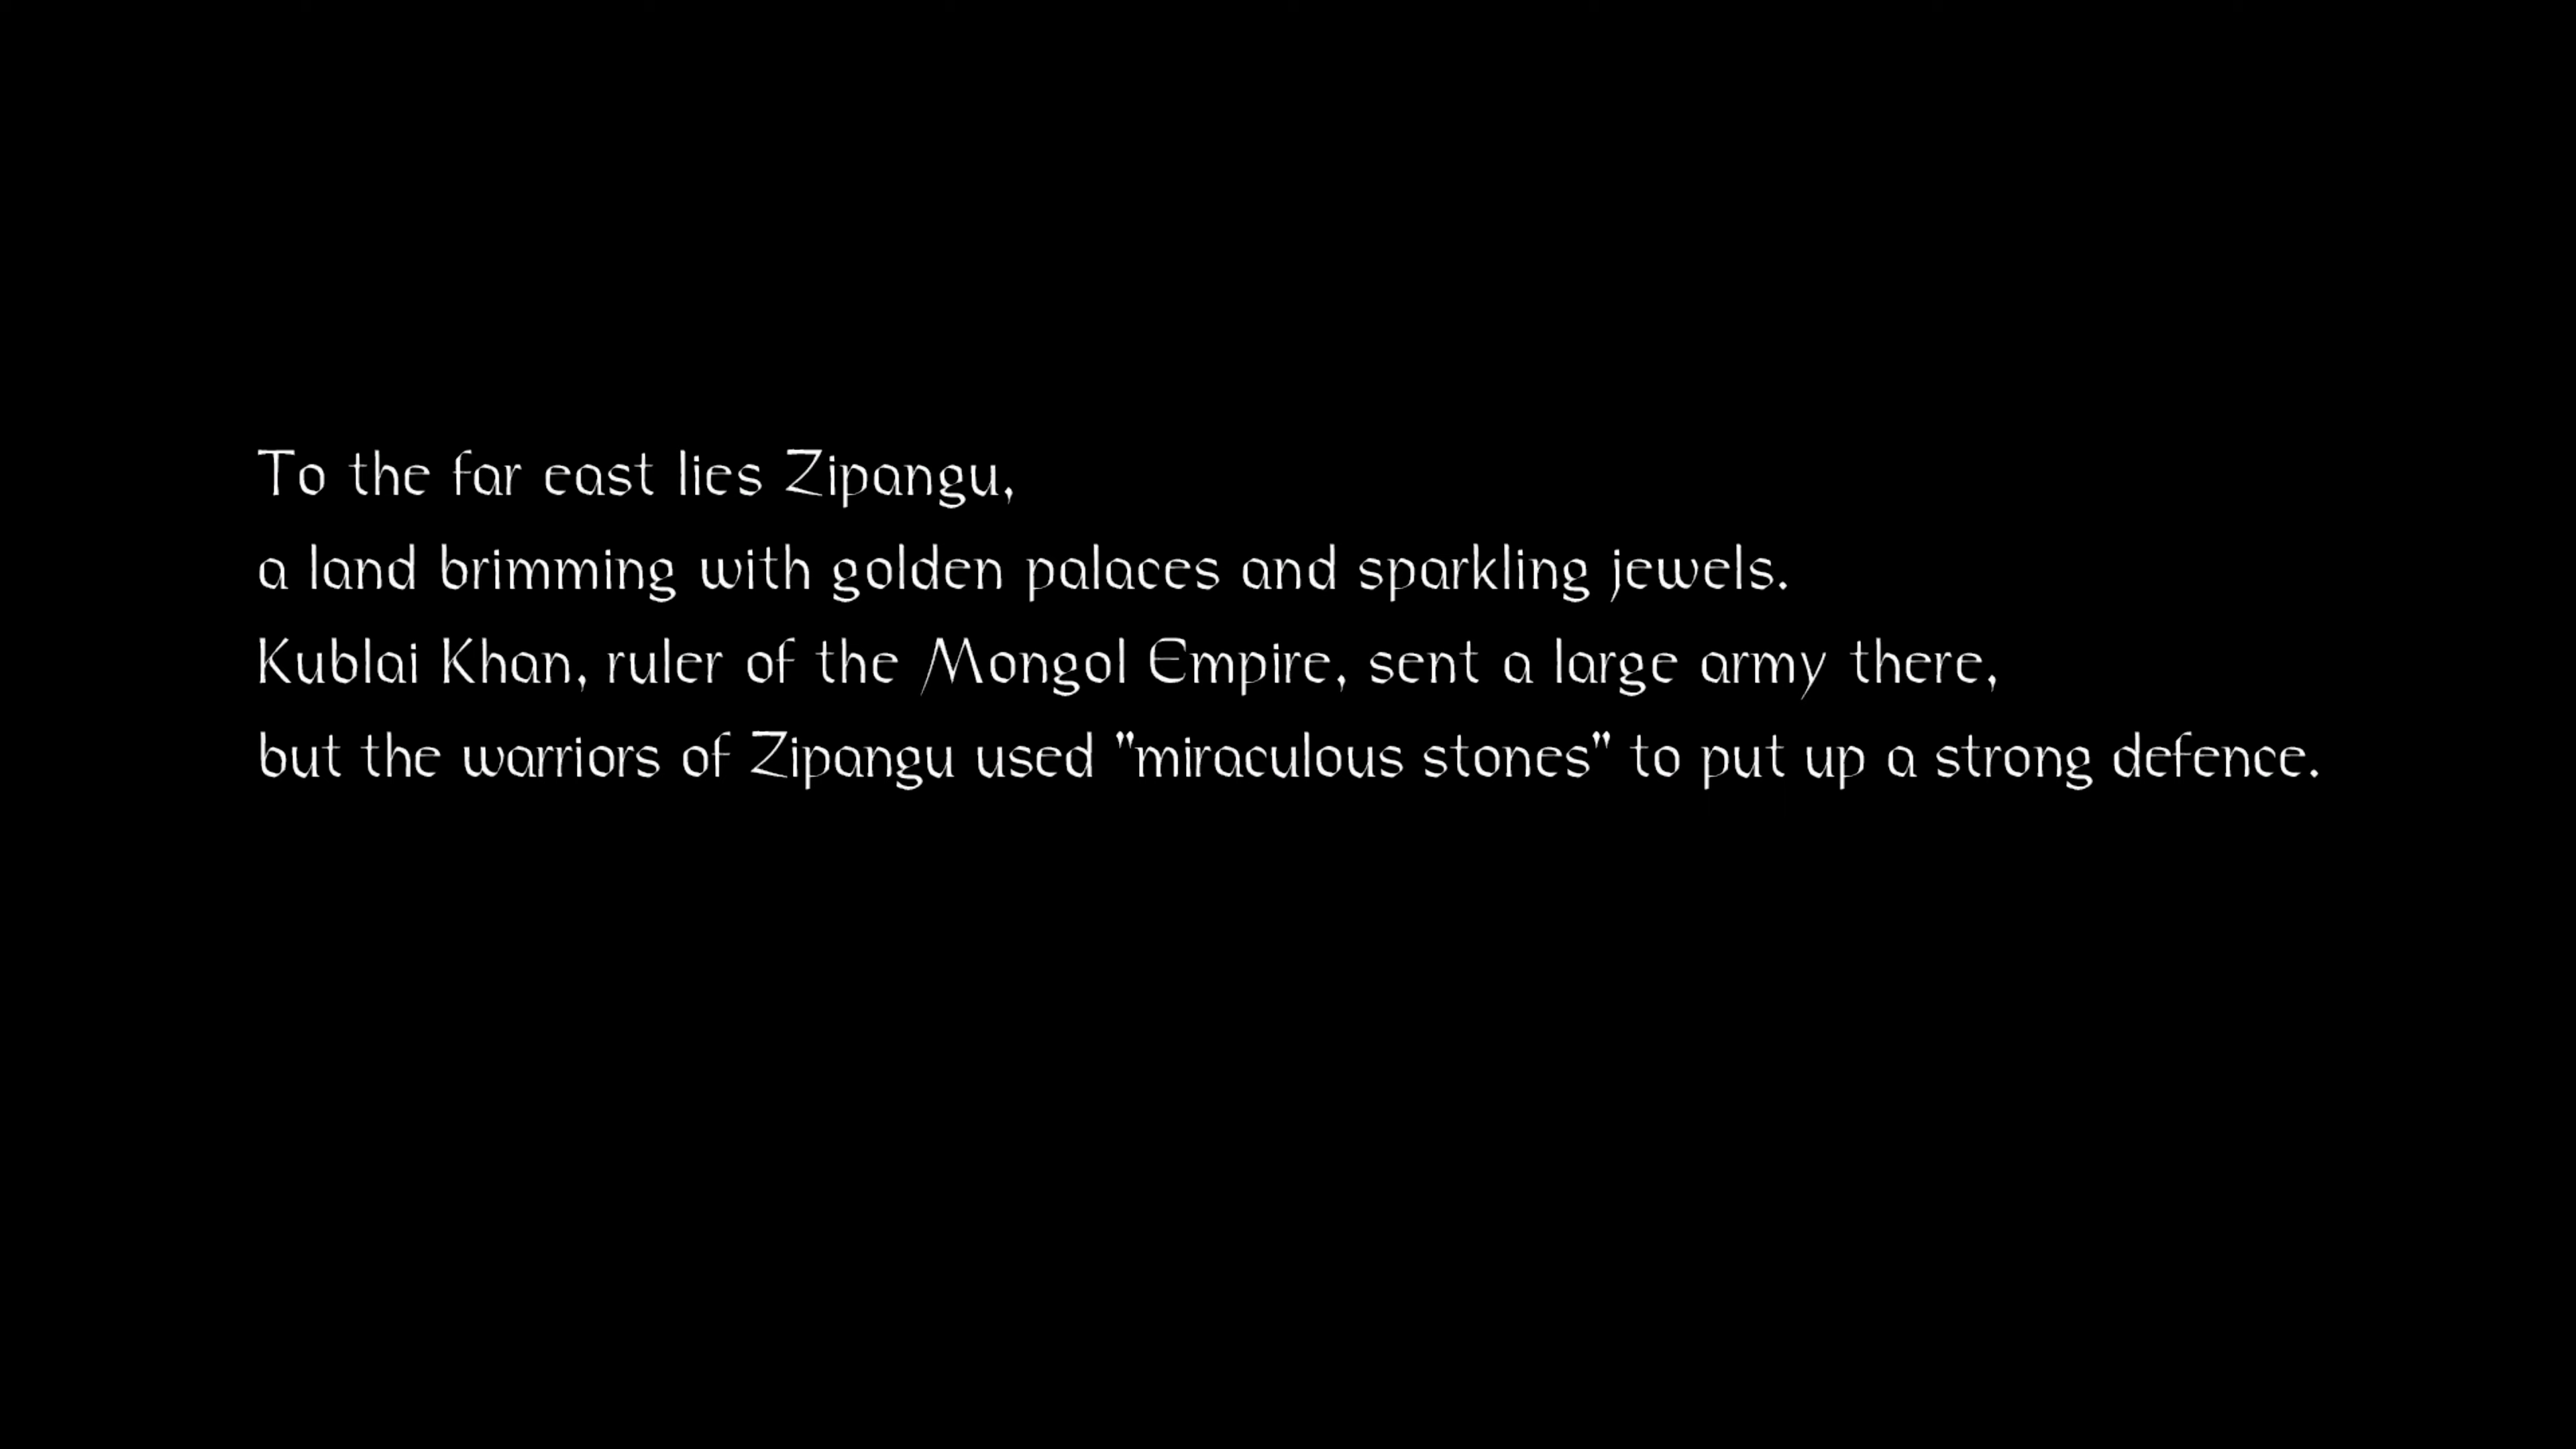 To the far east lies Zipangu,
a land brimming with golden palaces and sparkling jewels.
Kublai Khan, ruler of the Mongol Empire, sent a large army there,
but the warriors of Zipangu used "miraculous stones" to put up a strong defence.